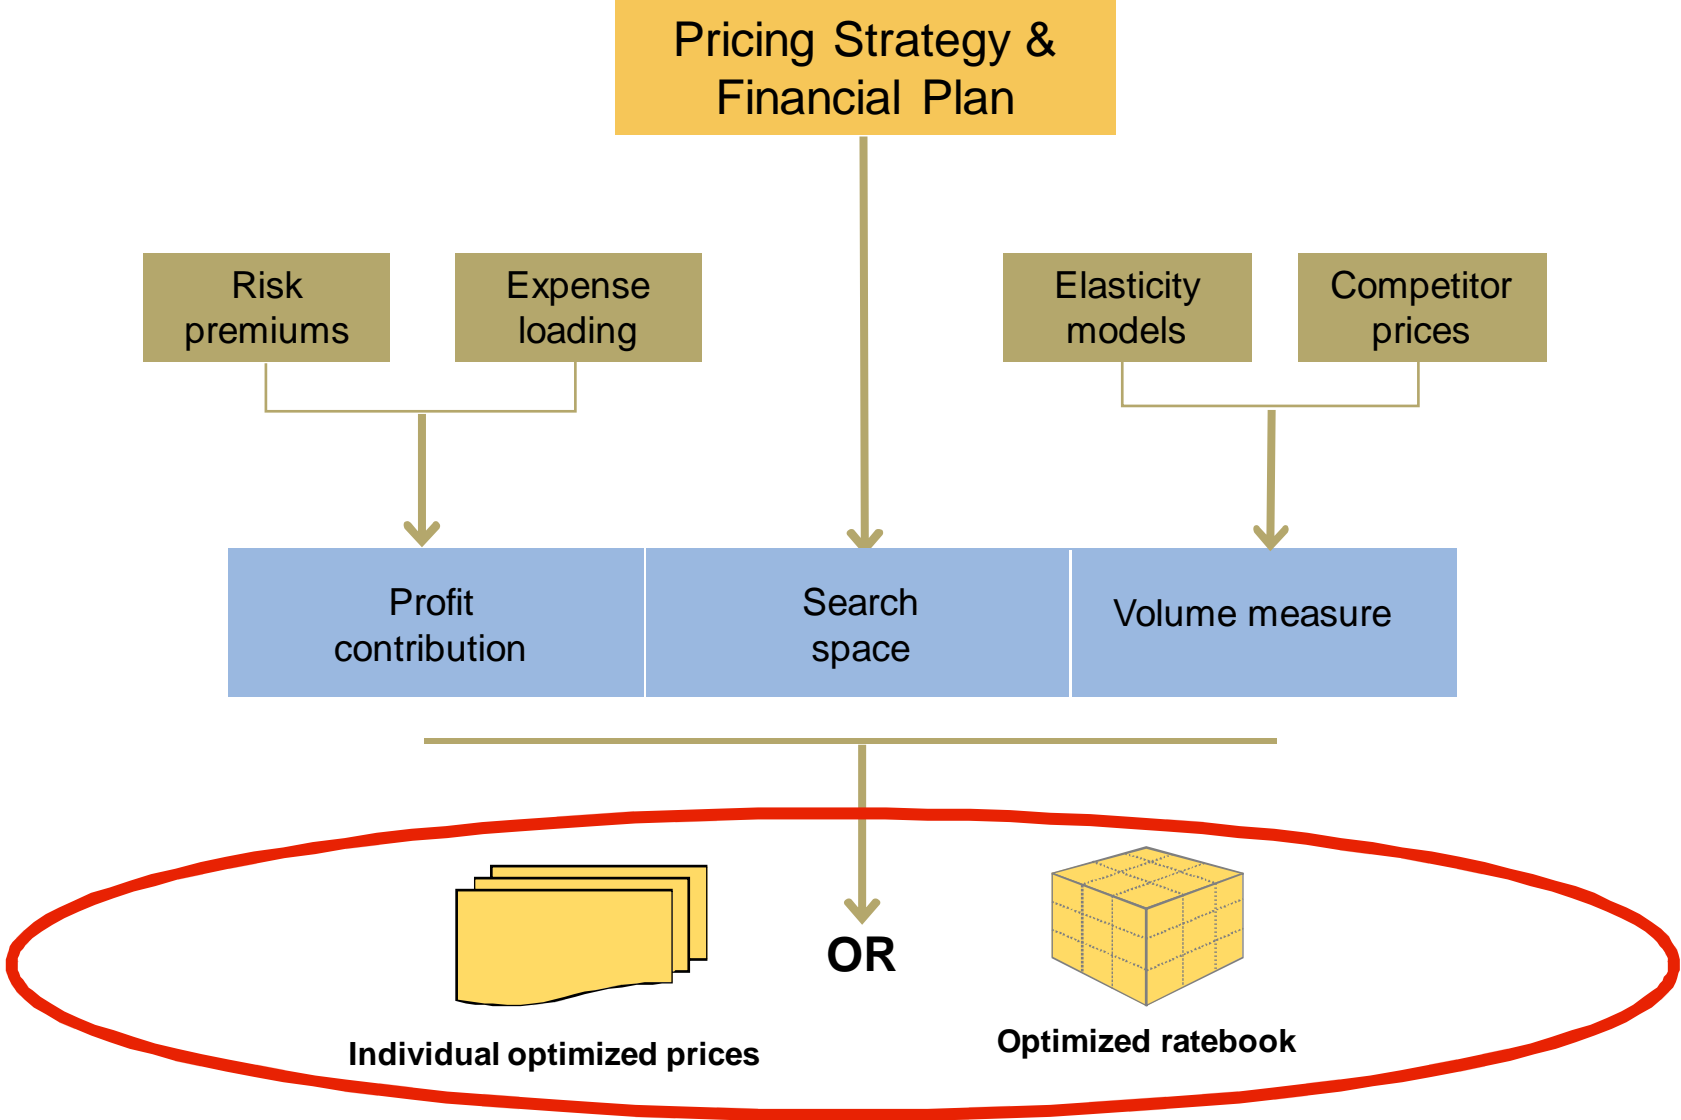 Pricing Strategy &
Financial Plan
Risk
premiums
Expense
loading
Elasticity
models
Competitor
prices
Profit
contribution
Search
space
Volume measure
OR
Individual optimized prices
Optimized ratebook